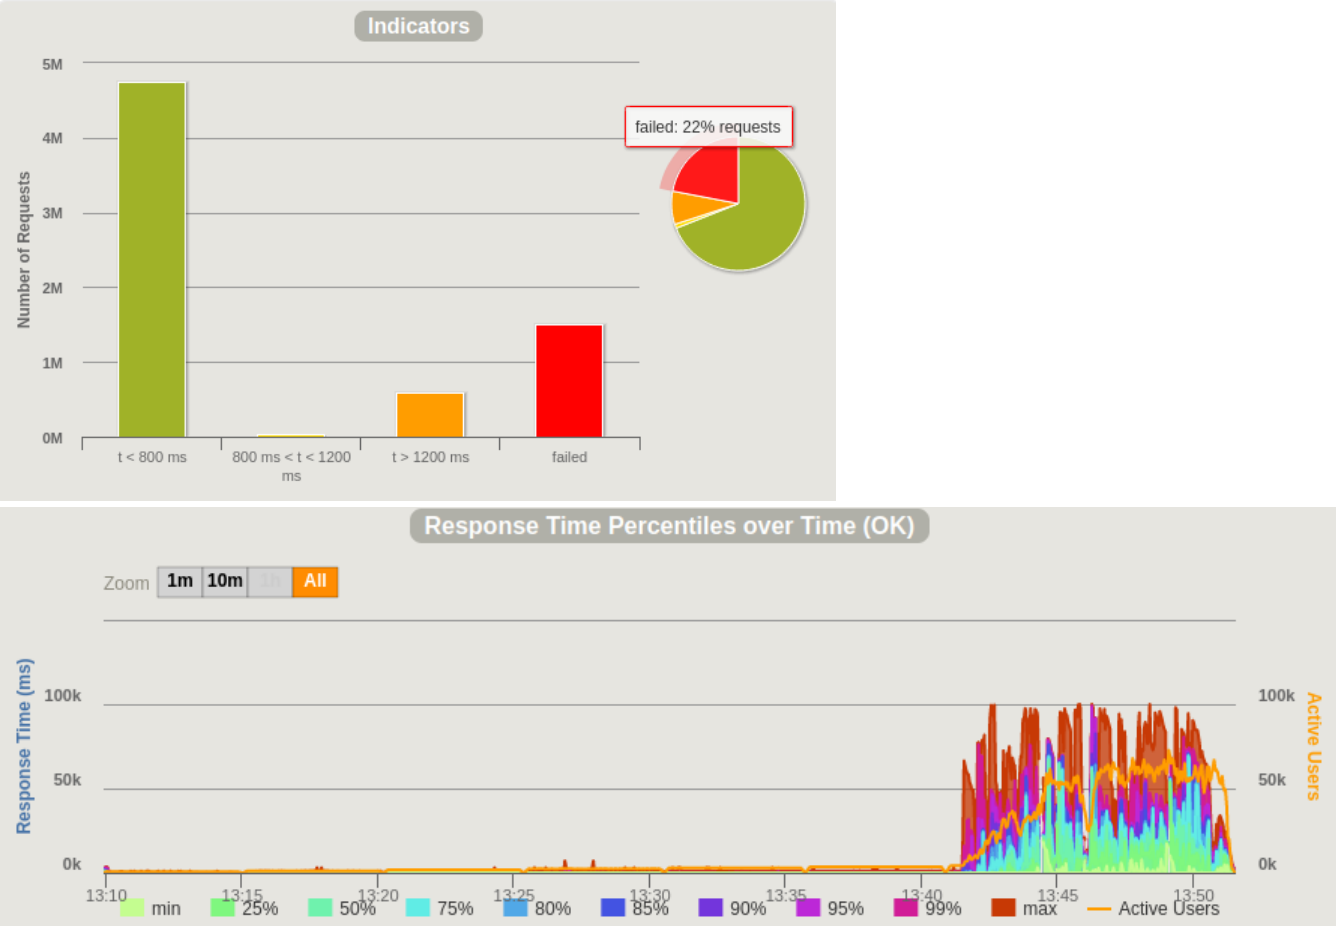 Indicators
5M
4M
3M
2M
1M
0M
Number of Requests
t < 800 ms
800 ms < t < 1200
ms
t > 1200 ms
failed
failed: 22% requests
Response Time Percentiles over Time (OK)
Zoom 1m 10m 1h All
Response Time (ms)
100k
50k
0k
100k
50k
0k
Active Users
13:10 13:15 13:20 13:25 13:30 13:35 13:40 13:45 13:50
min 25% 50% 75% 80% 85% 90% 95% 99% max Active Users